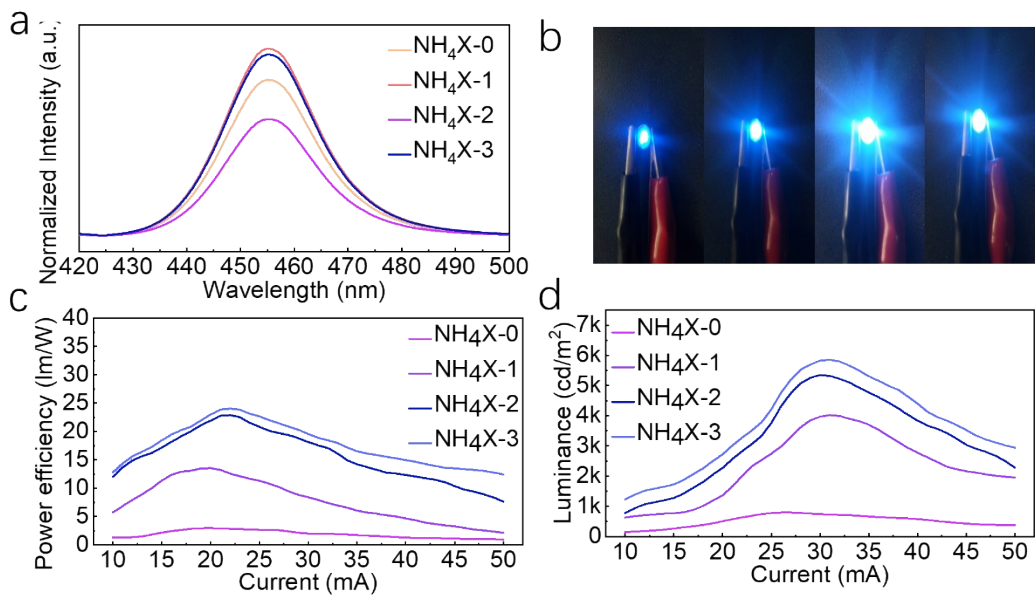 a
Normalized Intensity (a.u.)
NH4X-0
NH4X-1
NH4X-2
NH4X-3
420 430 440 450 460 470 480 490 500
Wavelength (nm)
b
c
Power efficiency (lm/W)
40
35
30
25
20
15
10
5
0
NH4X-0
NH4X-1
NH4X-2
NH4X-3
10 15 20 25 30 35 40 45 50
Current (mA)
d
Luminance (cd/m²)
7k
6k
5k
4k
3k
2k
1k
0
NH4X-0
NH4X-1
NH4X-2
NH4X-3
10 15 20 25 30 35 40 45 50
Current (mA)